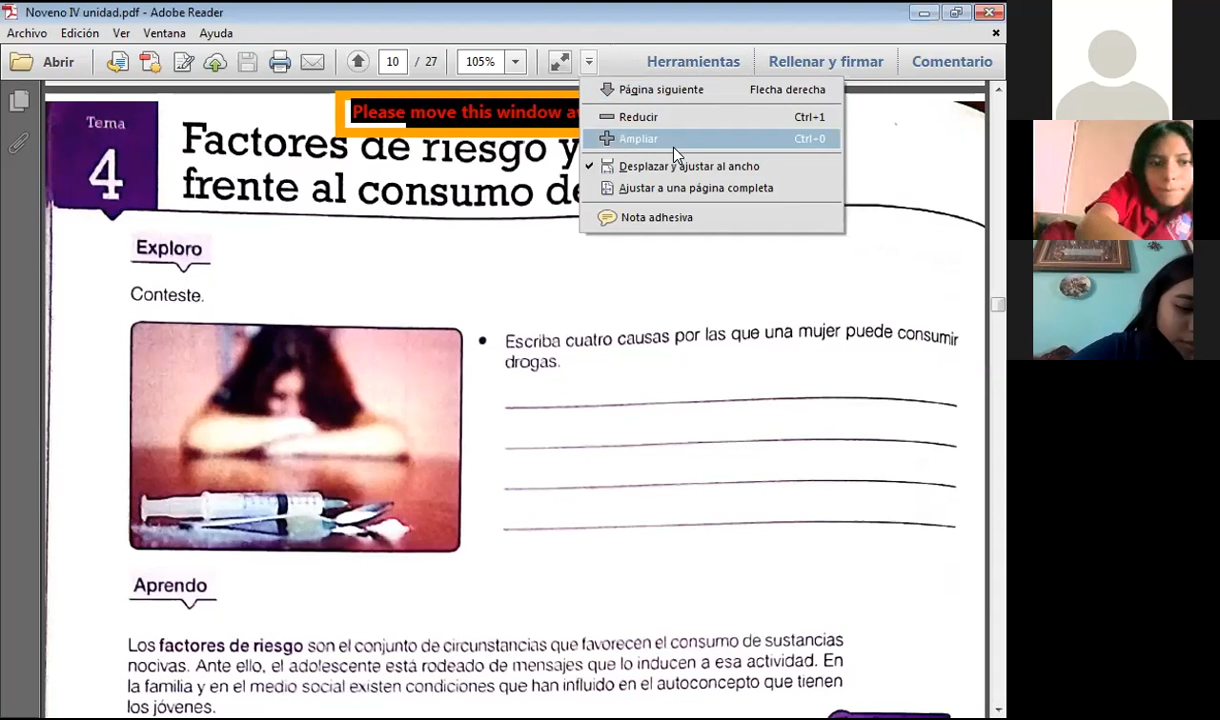 Noveno IV unidad.pdf - Adobe Reader
Archivo Edición Ver Ventana Ayuda
Abrir 10 / 27 105% Herramientas Rellenar y firmar Comentario
Página siguiente Flecha derecha
Reducir Ctrl+1
Ampliar Ctrl+0
Desplazar y ajustar al ancho
Ajustar a una página completa
Nota adhesiva
Please move this window a
Tema
4
Factores de riesgo y
frente al consumo de
Exploro
Conteste.
Escriba cuatro causas por las que una mujer puede consumir
drogas.
Aprendo
Los factores de riesgo son el conjunto de circunstancias que favorecen el consumo de sustancias
nocivas. Ante ello, el adolescente está rodeado de mensajes que lo inducen a esa actividad. En
la familia y en el medio social existen condiciones que han influido en el autoconcepto que tienen
los jóvenes.